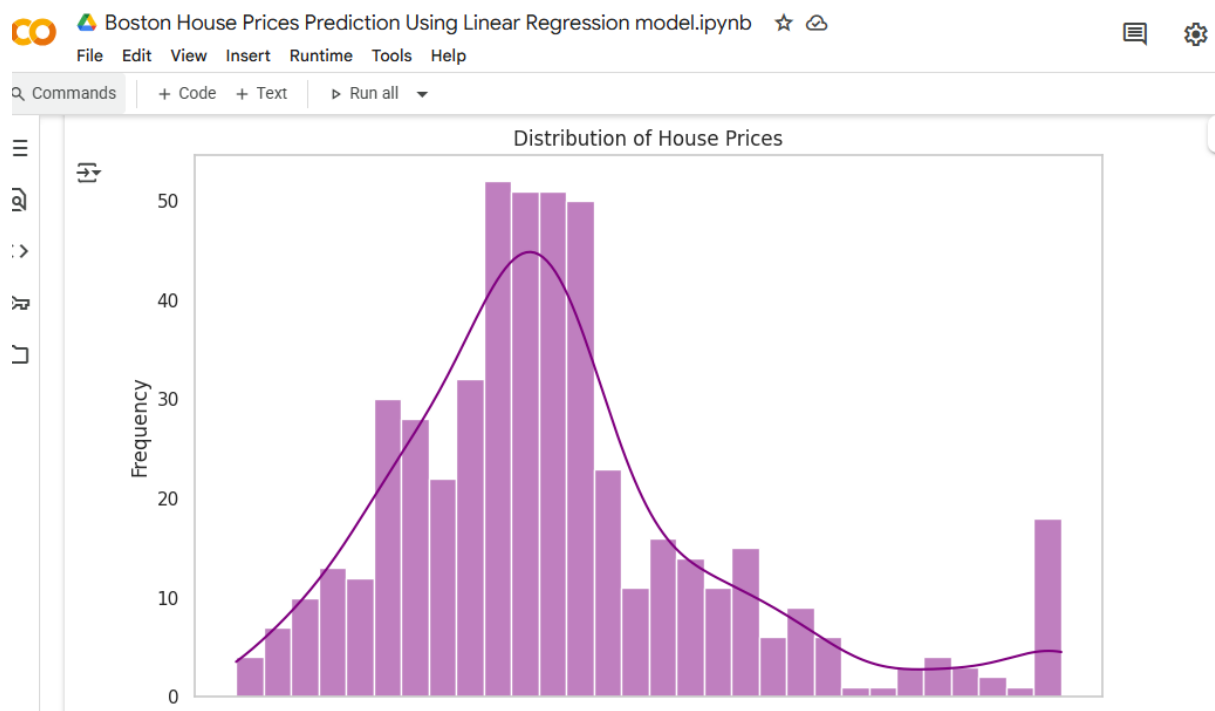 Boston House Prices Prediction Using Linear Regression model.ipynb
File Edit View Insert Runtime Tools Help
Commands + Code + Text Run all
Distribution of House Prices
50
40
30
20
10
0
Frequency